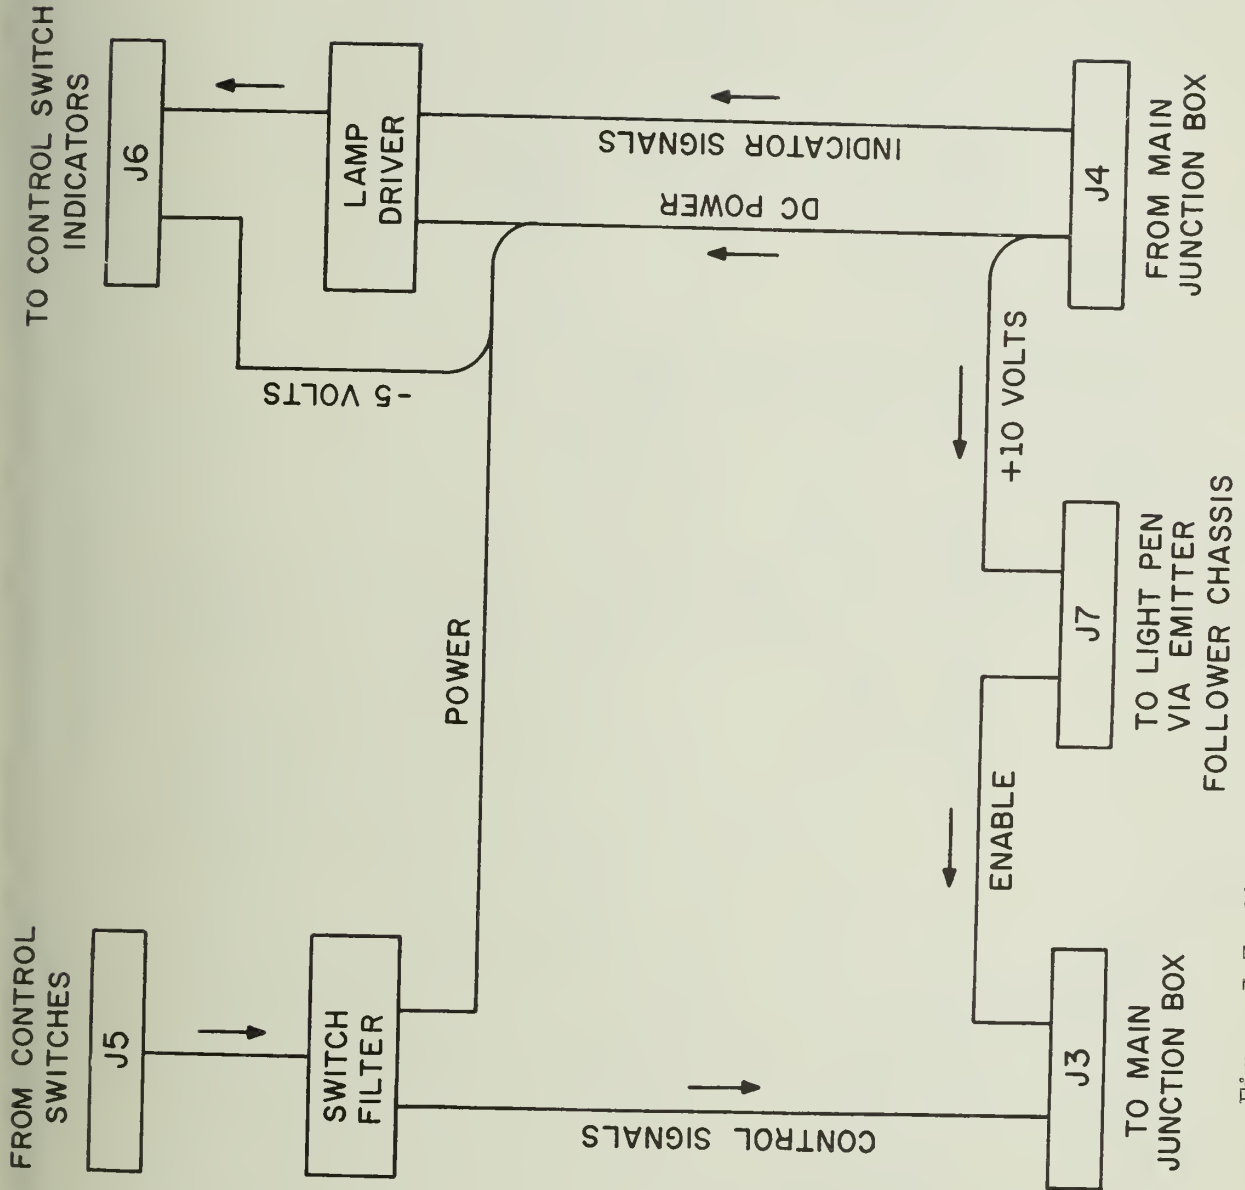 FROM CONTROL
SWITCHES
J5
SWITCH
FILTER
CONTROL SIGNALS
J3
TO MAIN
JUNCTION BOX
POWER
ENABLE
J7
TO LIGHT PEN
VIA EMITTER
FOLLOWER CHASSIS
+10 VOLTS
TO CONTROL SWITCH
INDICATORS
J6
-5 VOLTS
LAMP
DRIVER
DC POWER
INDICATOR SIGNALS
J4
FROM MAIN
JUNCTION BOX